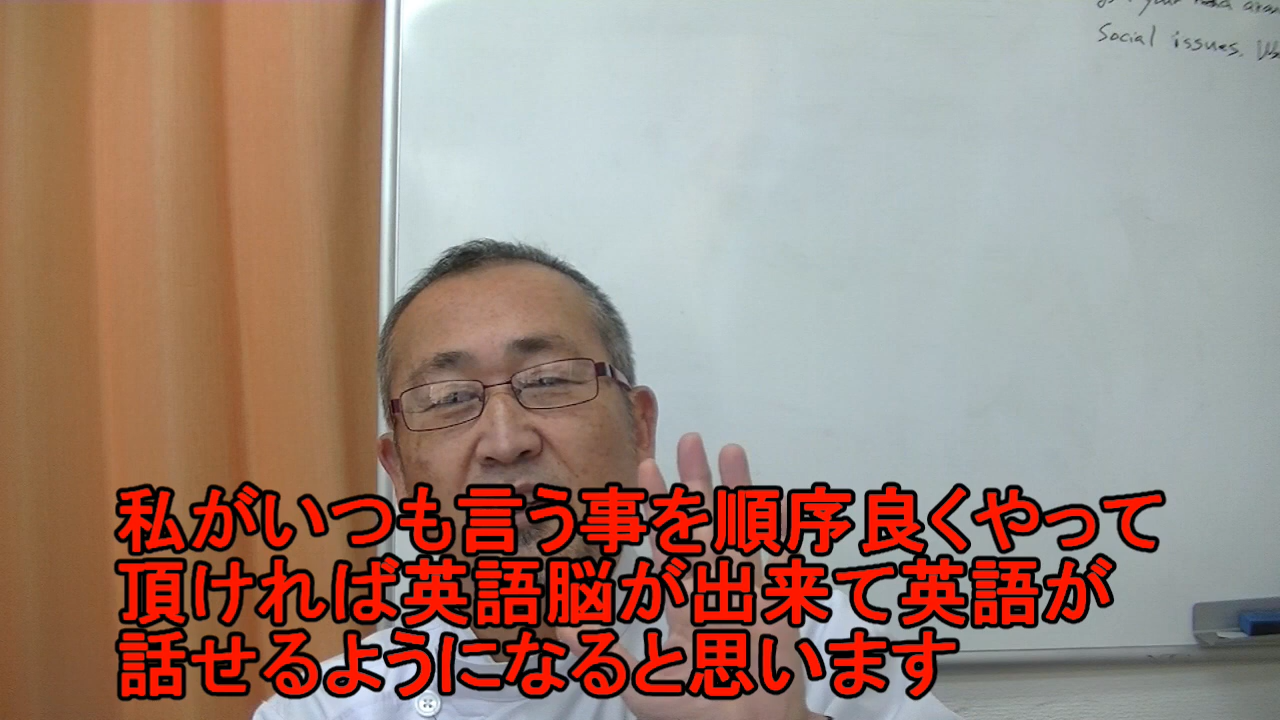 your
Social issues.
私がいつも言う事を順序良くやって
頂ければ英語脳が出来て英語が
話せるようになると思います